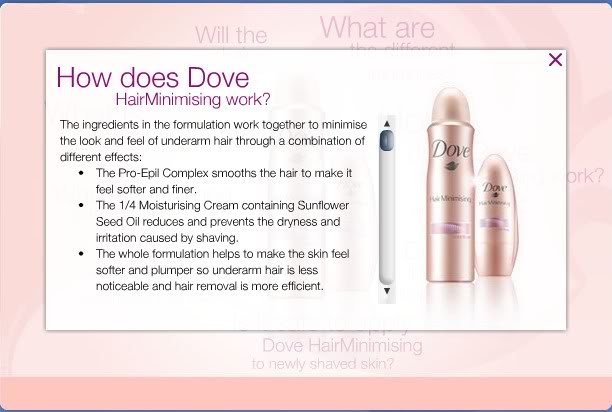 Will the
What are
the different
How does Dove
HairMinimising work?
The ingredients in the formulation work together to minimise
the look and feel of underarm hair through a combination of
different effects:
• The Pro-Epil Complex smooths the hair to make it
feel softer and finer.
• The 1/4 Moisturising Cream containing Sunflower
Seed Oil reduces and prevents the dryness and
irritation caused by shaving.
• The whole formulation helps to make the skin feel
softer and plumper so underarm hair is less
noticeable and hair removal is more efficient.
Dove
Hair Minimising
Dove
Hair Minimising
work?
apply
Dove HairMinimising
to newly shaved skin?